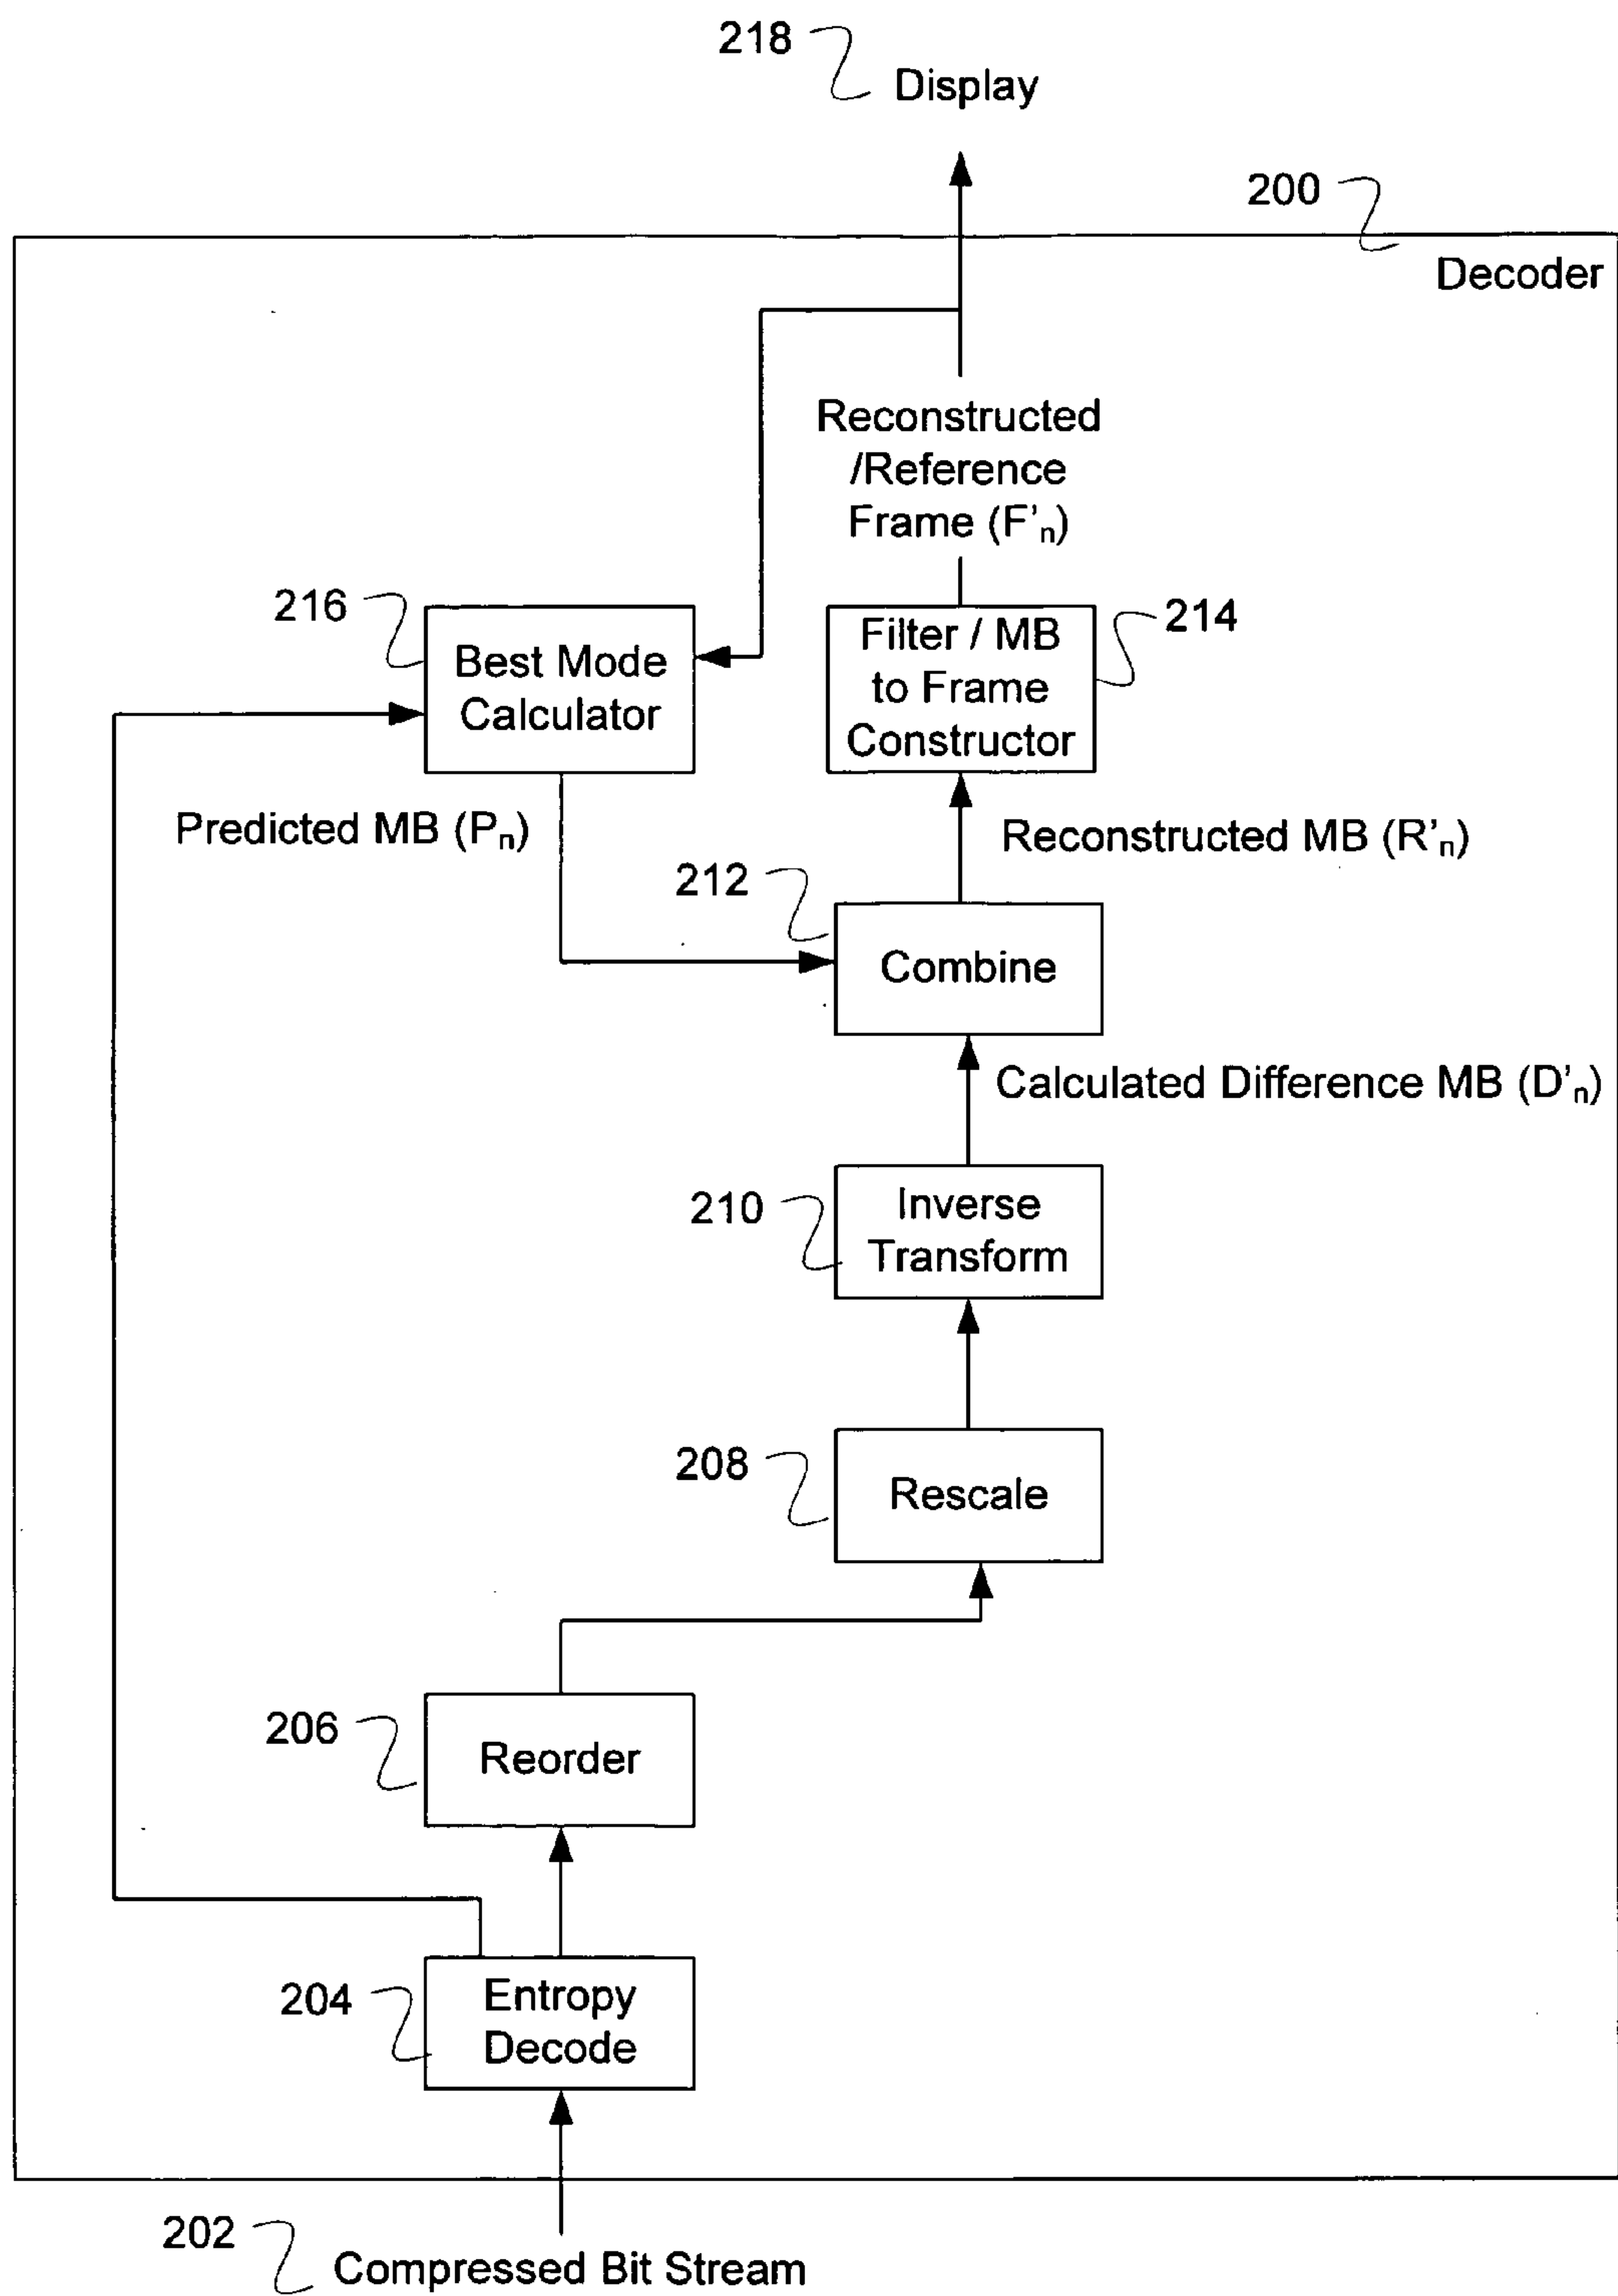 218
Display
200
Decoder
Reconstructed
/Reference
Frame (F'ₙ)
216
Best Mode
Calculator
Filter / MB
to Frame
Constructor
214
Predicted MB (Pₙ)
Reconstructed MB (R'ₙ)
212
Combine
Calculated Difference MB (D'ₙ)
210
Inverse
Transform
208
Rescale
206
Reorder
204
Entropy
Decode
202
Compressed Bit Stream